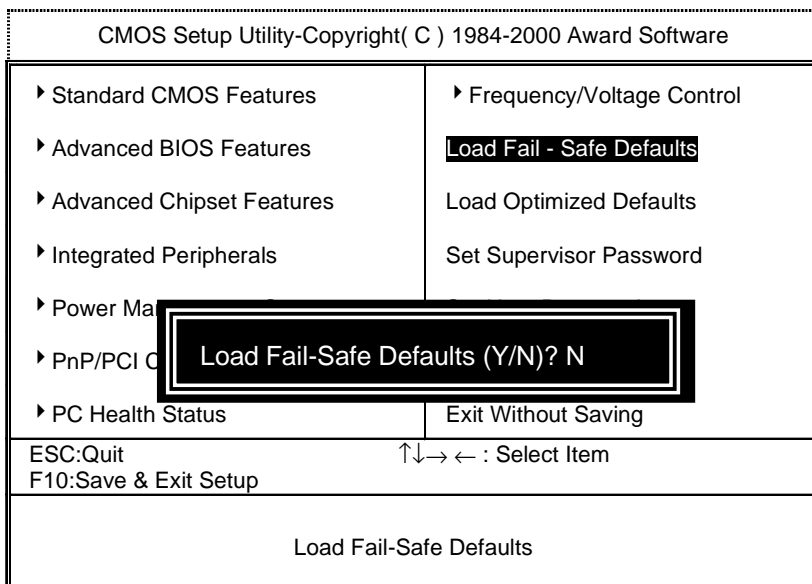 CMOS Setup Utility-Copyright( C ) 1984-2000 Award Software
Standard CMOS Features
Advanced BIOS Features
Advanced Chipset Features
Integrated Peripherals
Power
PnP/PCI
PC Health Status
Frequency/Voltage Control
Load Fail - Safe Defaults
Load Optimized Defaults
Set Supervisor Password
Exit Without Saving
Load Fail-Safe Defaults (Y/N)? N
ESC:Quit ↑↓→ ← : Select Item
F10:Save & Exit Setup
Load Fail-Safe Defaults